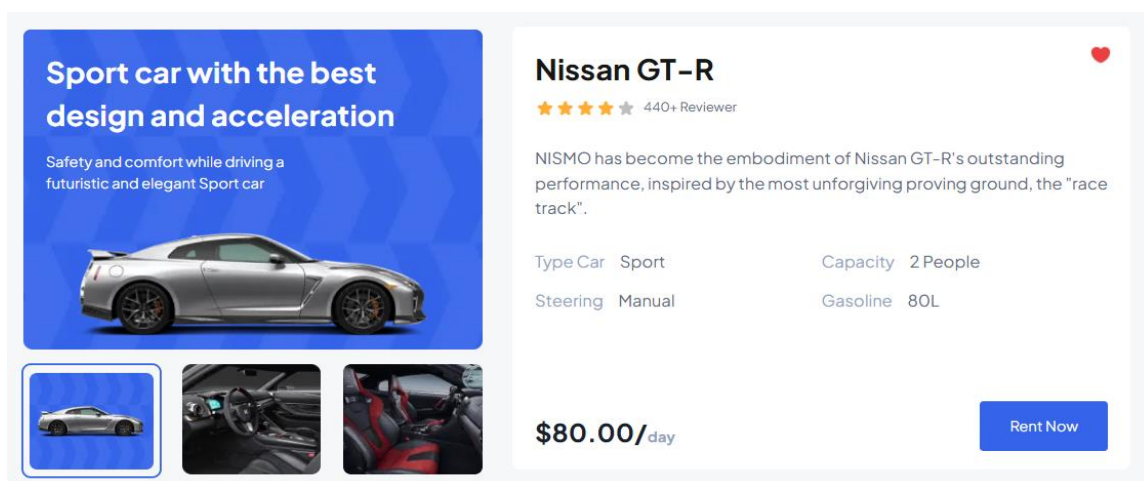 Sport car with the best
design and acceleration
Safety and comfort while driving a
futuristic and elegant Sport car
Nissan GT-R
440+ Reviewer
NISMO has become the embodiment of Nissan GT-R's outstanding
performance, inspired by the most unforgiving proving ground, the "race
track".
Type Car Sport
Capacity 2 People
Steering Manual
Gasoline 80L
$80.00/day
Rent Now